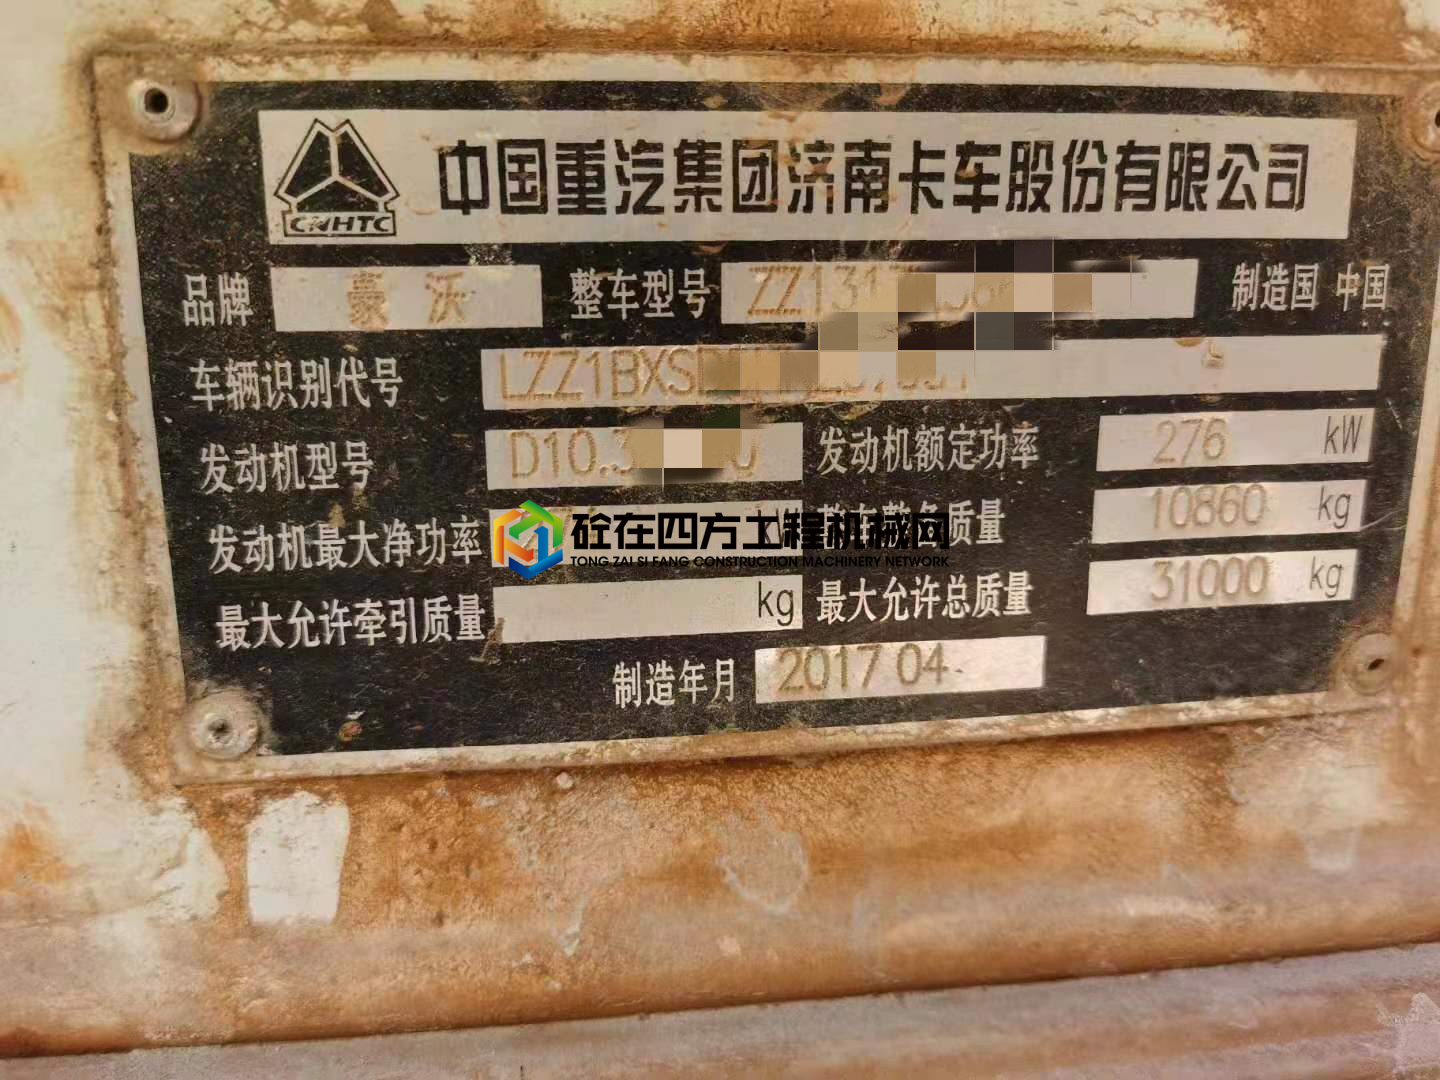 CNHTC 中国重汽集团济南卡车股份有限公司
品牌 豪沃 整车型号 ZZ131 制造国 中国
车辆识别代号 LZZ1BXS
发动机型号 D10.3 发动机额定功率 276 kW
发动机最大净功率 质量 10860 kg
砼在四方工程机械网
TONG ZAI SI FANG CONSTRUCTION MACHINERY NETWORK
最大允许牵引质量 kg 最大允许总质量 31000 kg
制造年月 2017 04